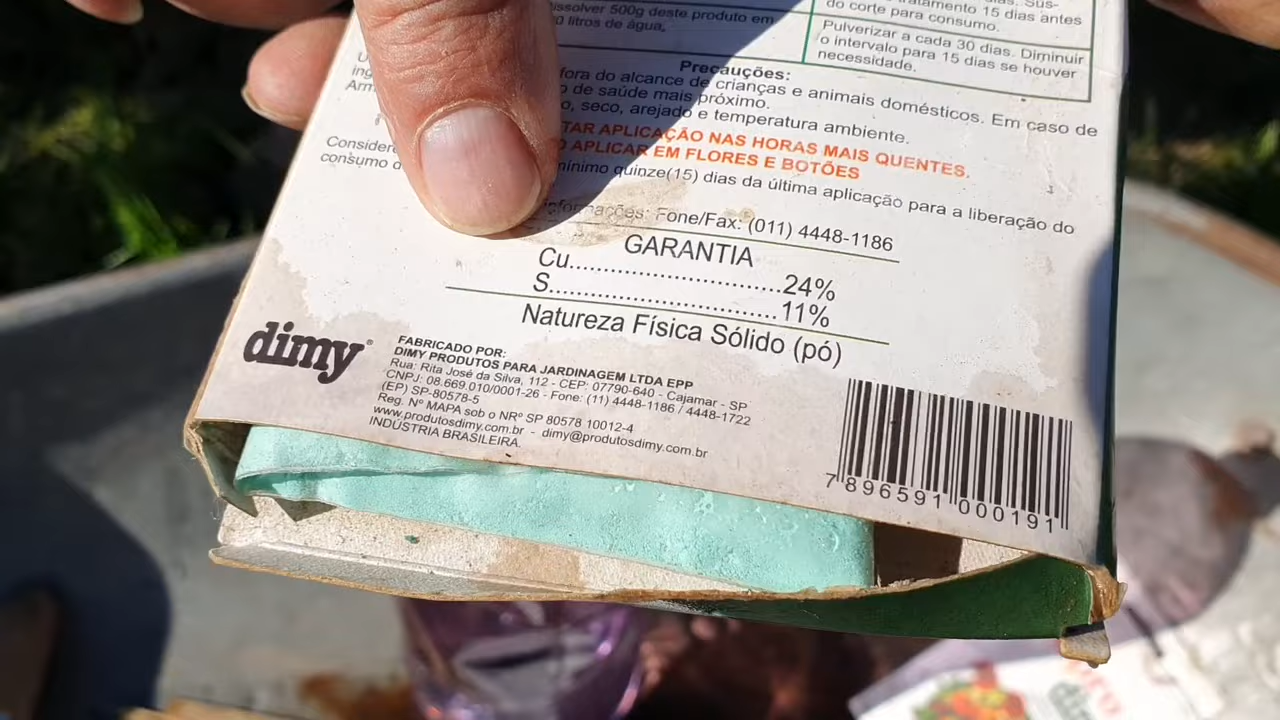 issolver 500g deste produto em
0 litros de água.
tratamento 15 dias antes
do corte para consumo.
Pulverizar a cada 30 dias. Diminuir
o intervalo para 15 dias se houver
necessidade.
Precauções:
fora do alcance de crianças e animais domésticos. Em caso de
o de saúde mais próximo.
o, seco, arejado e temperatura ambiente.
TAR APLICAÇÃO NAS HORAS MAIS QUENTES.
O APLICAR EM FLORES E BOTÕES
Consider
mínimo quinze(15) dias da última aplicação para a liberação do
consumo d
informações: Fone/Fax: (011) 4448-1186
GARANTIA
Cu..............................24%
S................................11%
Natureza Física Sólido (pó)
dimy®
FABRICADO POR:
DIMY PRODUTOS PARA JARDINAGEM LTDA EPP
Rua: Rita José da Silva, 112 - CEP: 07790-640 - Cajamar - SP
CNPJ: 08.669.010/0001-26 - Fone: (11) 4448-1186 / 4448-1722
(EP) SP-80578-5
Reg. Nº MAPA sob o NRº SP 80578 10012-4
www.produtosdimy.com.br - dimy@produtosdimy.com.br
INDÚSTRIA BRASILEIRA.
7 896591 000191